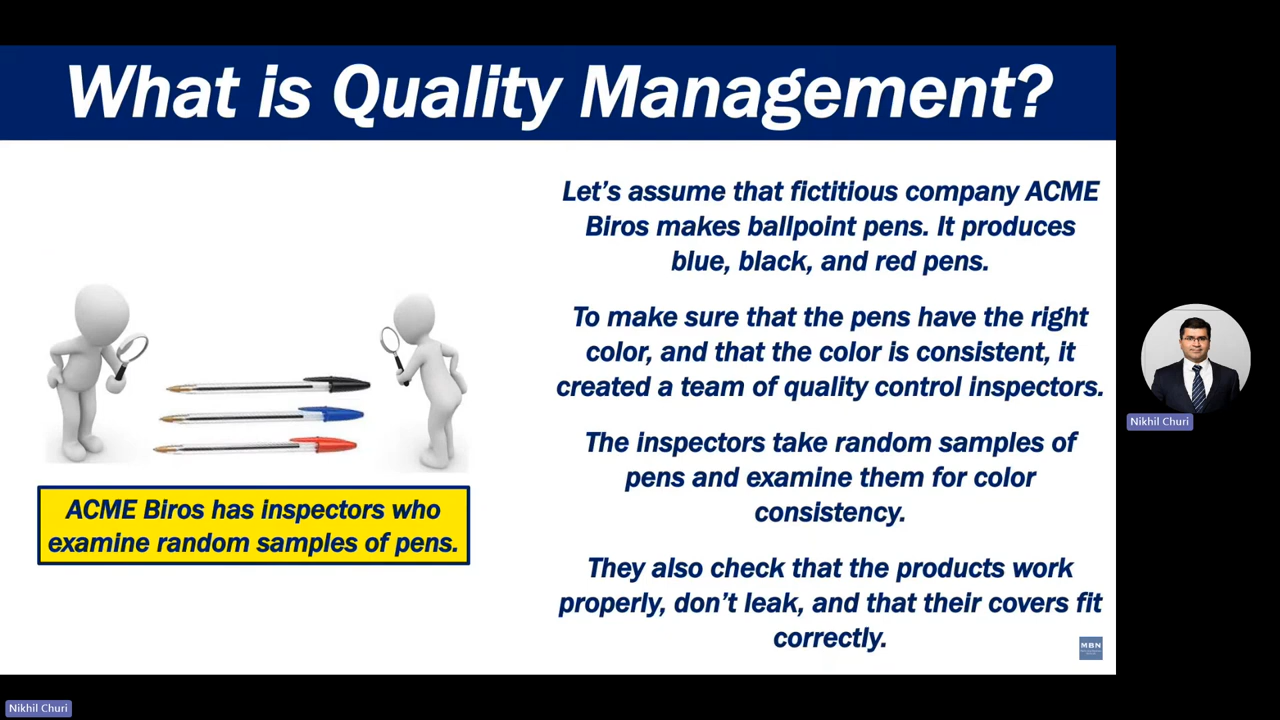 What is Quality Management?
Let's assume that fictitious company ACME
Biros makes ballpoint pens. It produces
blue, black, and red pens.
To make sure that the pens have the right
color, and that the color is consistent, it
created a team of quality control inspectors.
The inspectors take random samples of
pens and examine them for color
consistency.
They also check that the products work
properly, don't leak, and that their covers fit
correctly.
ACME Biros has inspectors who
examine random samples of pens.
MBN
Nikhil Churi
Nikhil Churi